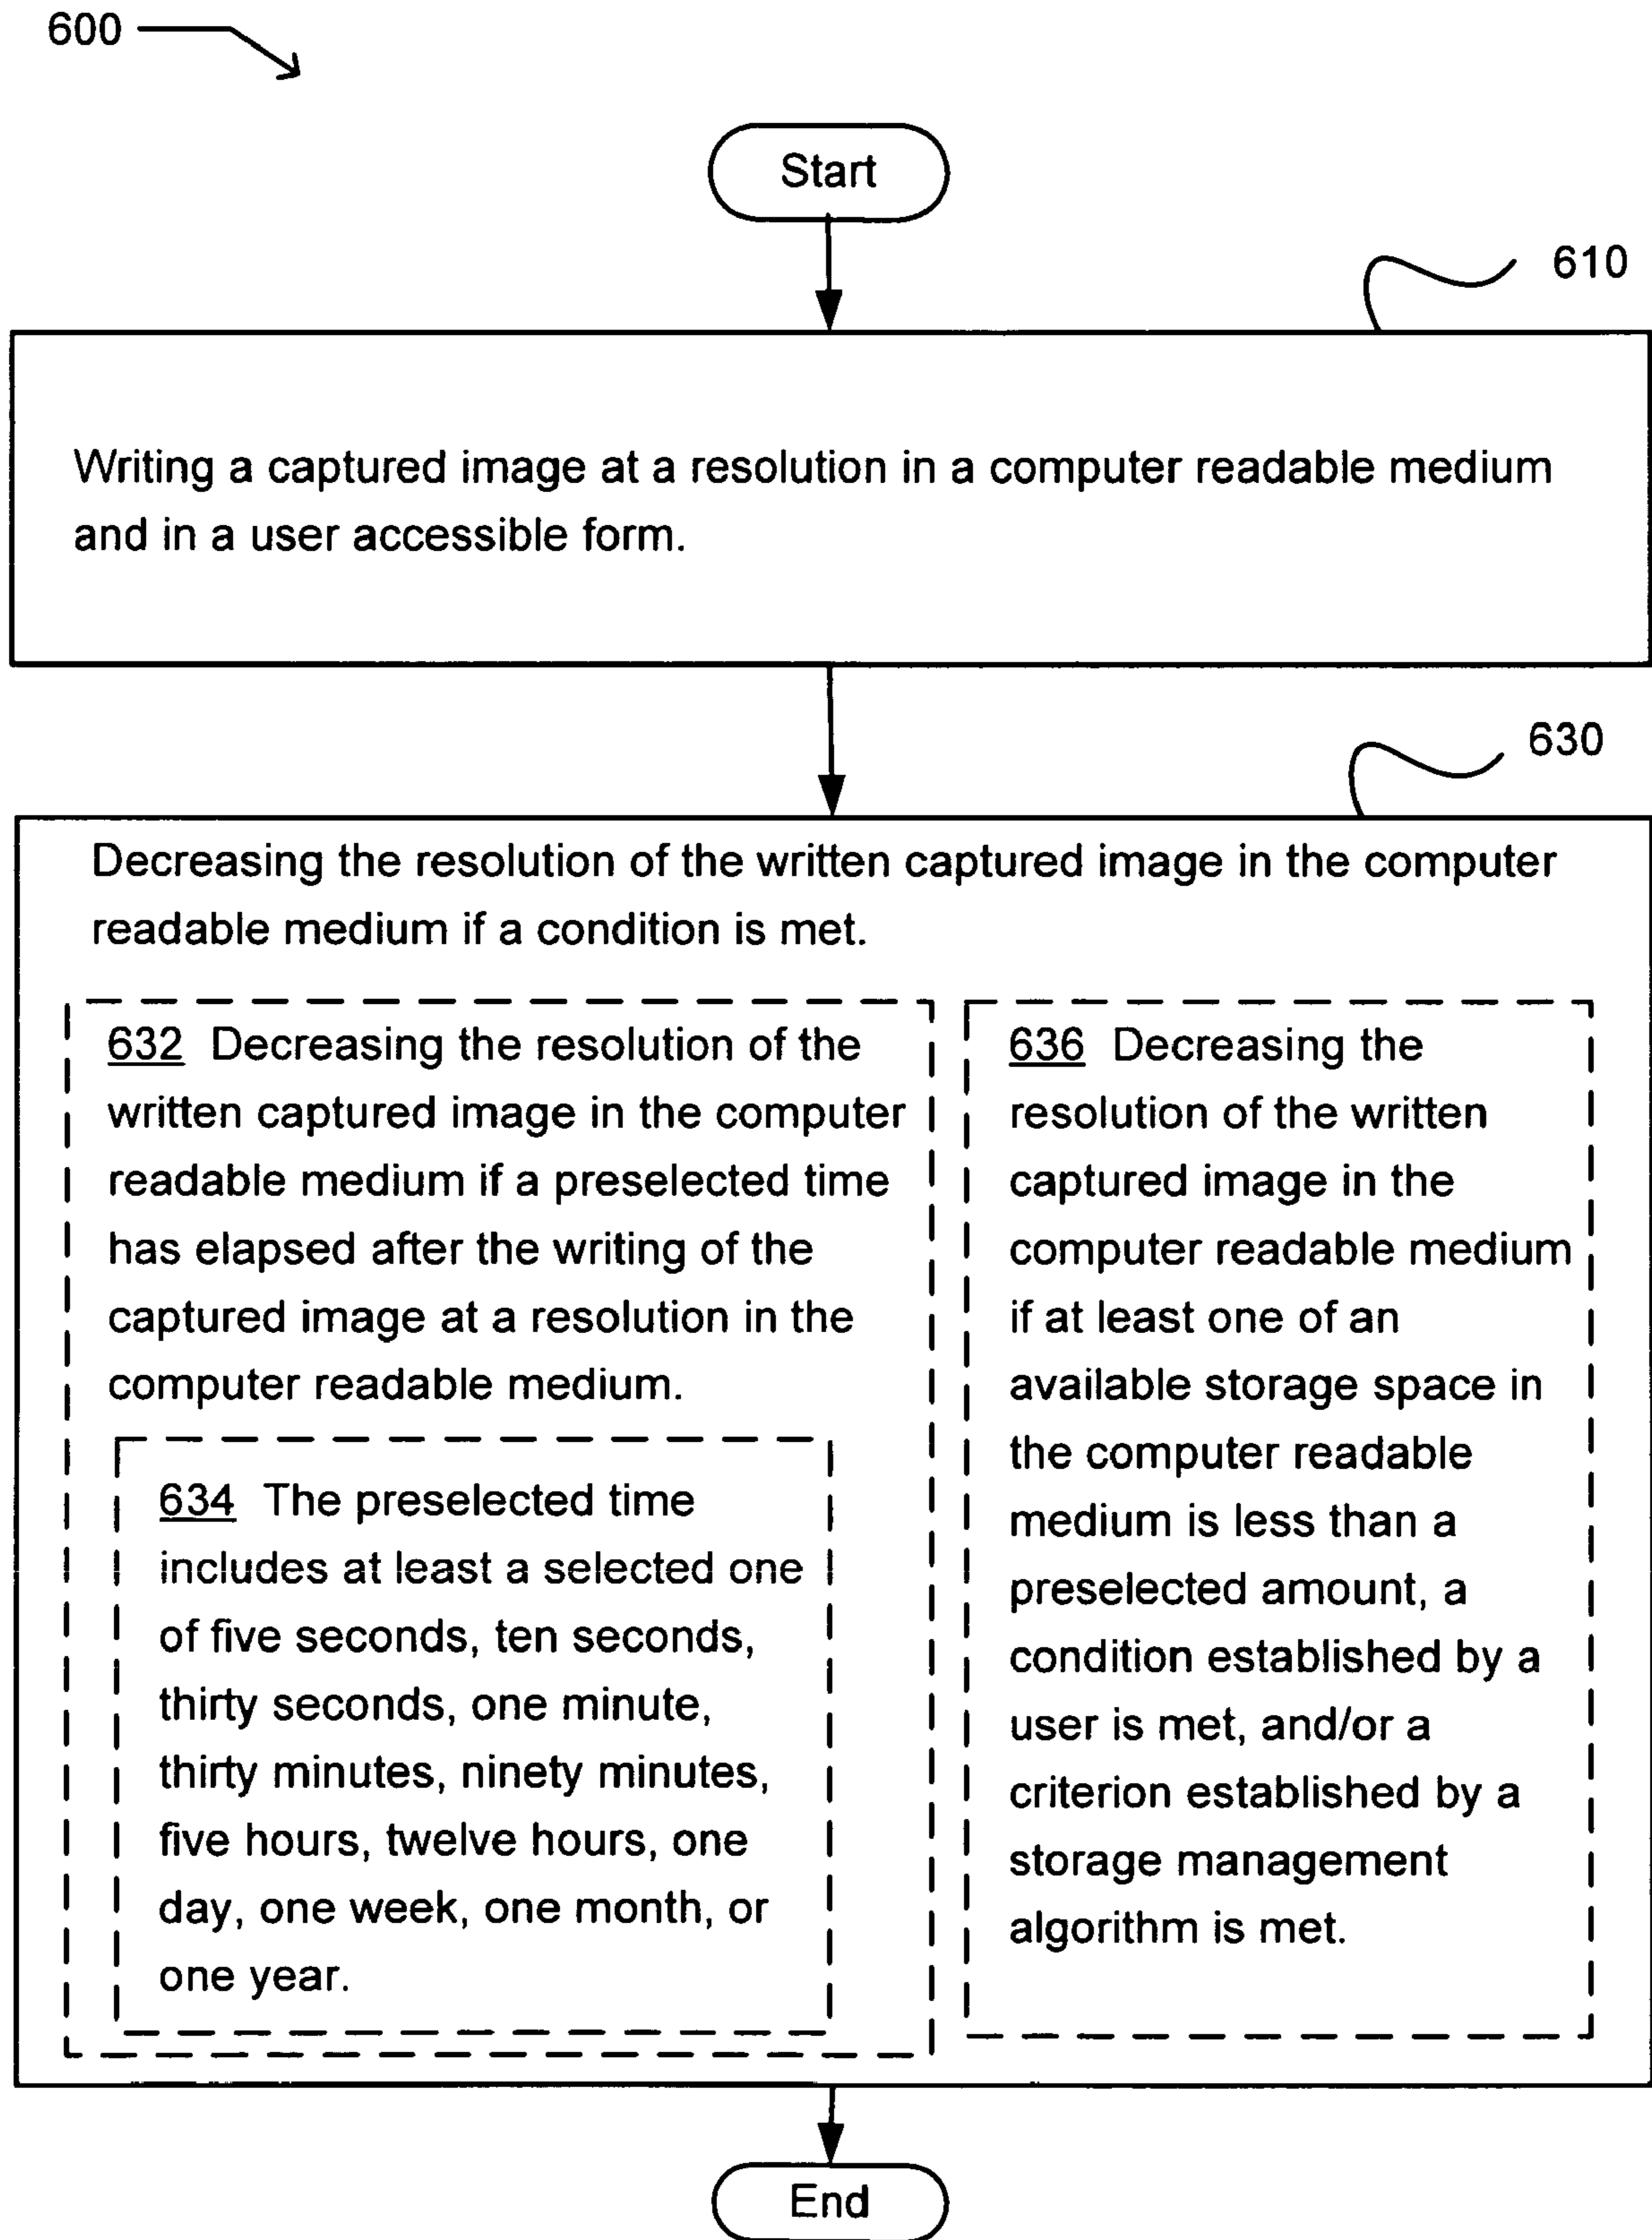 600
Start
610
Writing a captured image at a resolution in a computer readable medium
and in a user accessible form.
630
Decreasing the resolution of the written captured image in the computer
readable medium if a condition is met.
632 Decreasing the resolution of the
written captured image in the computer
readable medium if a preselected time
has elapsed after the writing of the
captured image at a resolution in the
computer readable medium.
634 The preselected time
includes at least a selected one
of five seconds, ten seconds,
thirty seconds, one minute,
thirty minutes, ninety minutes,
five hours, twelve hours, one
day, one week, one month, or
one year.
636 Decreasing the
resolution of the written
captured image in the
computer readable medium
if at least one of an
available storage space in
the computer readable
medium is less than a
preselected amount, a
condition established by a
user is met, and/or a
criterion established by a
storage management
algorithm is met.
End